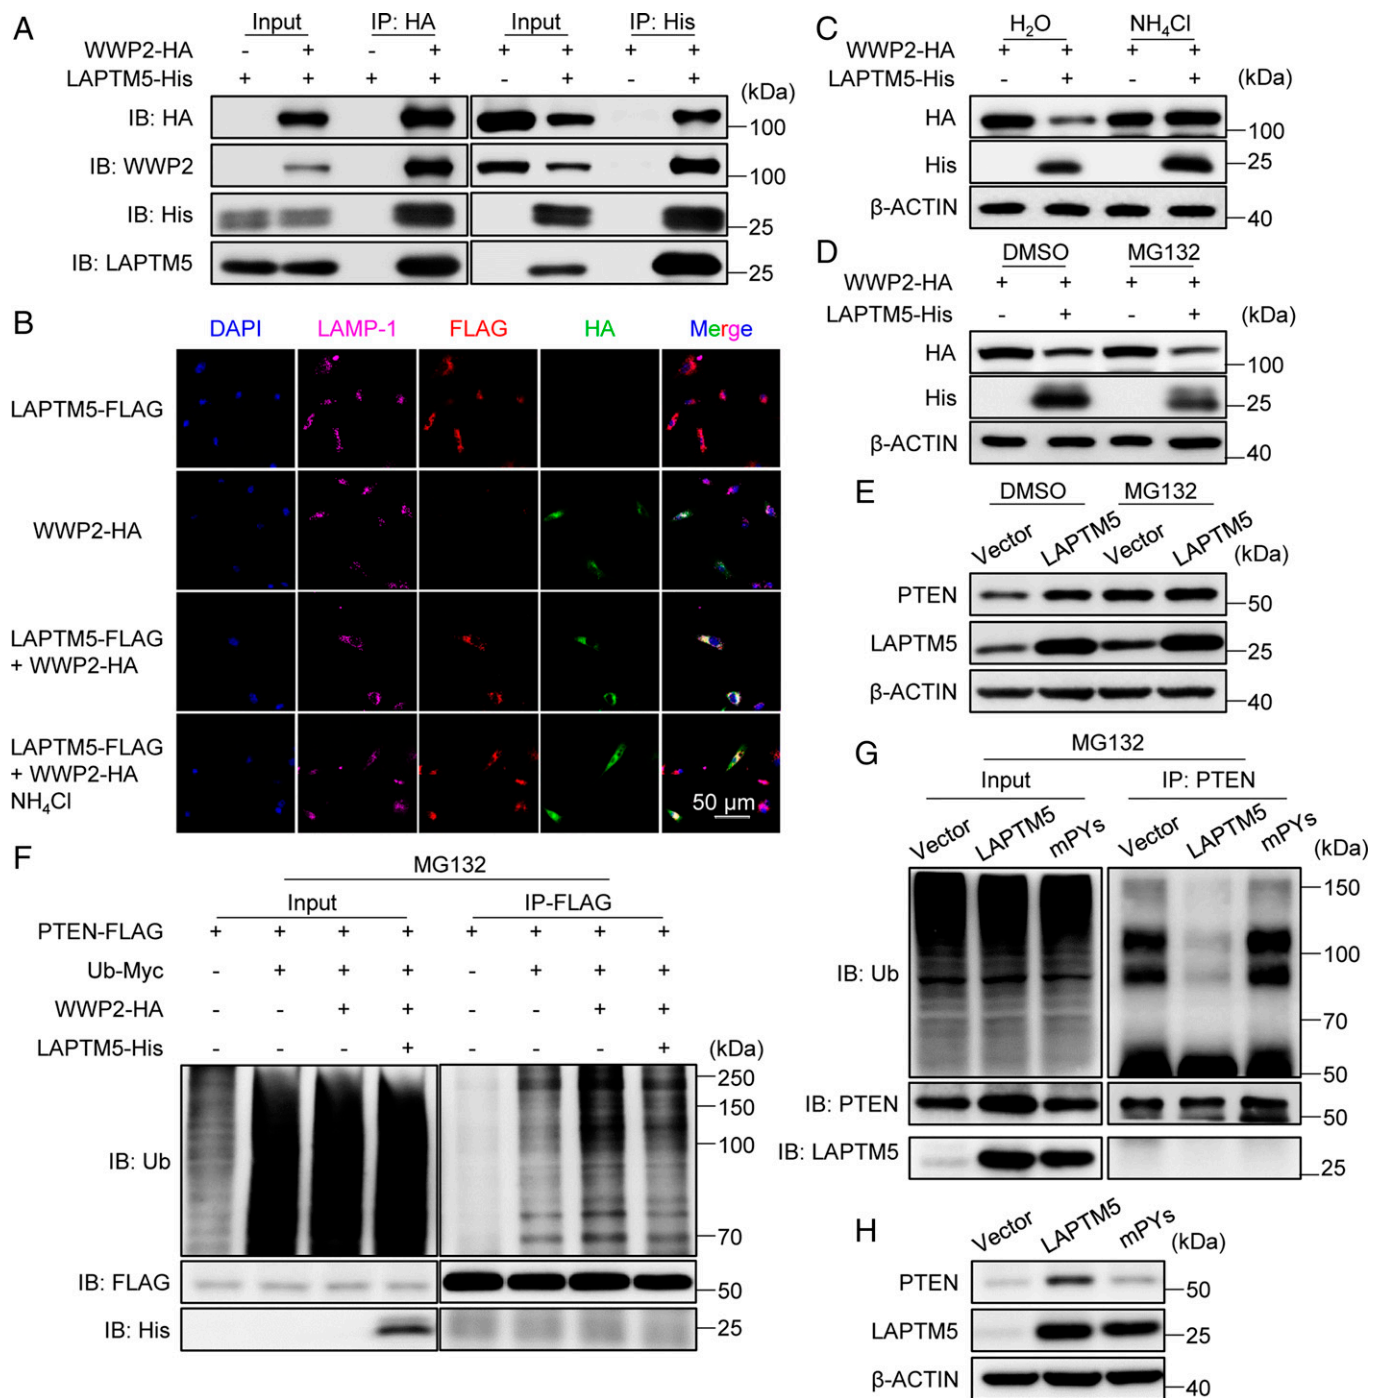 A
Input IP: HA Input IP: His
WWP2-HA - + - + + + + +
LAPTM5-His + + + + - + - +
(kDa)
IB: HA 100
IB: WWP2 100
IB: His 25
IB: LAPTM5 25
B
DAPI LAMP-1 FLAG HA Merge
LAPTM5-FLAG
WWP2-HA
LAPTM5-FLAG
+ WWP2-HA
LAPTM5-FLAG
+ WWP2-HA
NH₄Cl
50 µm
C
H₂O NH₄Cl
WWP2-HA + + + +
LAPTM5-His - + - + (kDa)
HA 100
His 25
β-ACTIN 40
D
DMSO MG132
WWP2-HA + + + +
LAPTM5-His - + - + (kDa)
HA 100
His 25
β-ACTIN 40
E
DMSO MG132
Vector LAPTM5 Vector LAPTM5 (kDa)
PTEN 50
LAPTM5 25
β-ACTIN 40
F
MG132
Input IP-FLAG
PTEN-FLAG + + + + + + + +
Ub-Myc - + + + - + + +
WWP2-HA - - + + - - + +
LAPTM5-His - - - + - - - + (kDa)
250
150
100
IB: Ub
70
IB: FLAG 50
IB: His 25
G
MG132
Input IP: PTEN
Vector LAPTM5 mPYs Vector LAPTM5 mPYs (kDa)
150
100
IB: Ub
70
50
IB: PTEN 50
IB: LAPTM5 25
H
Vector LAPTM5 mPYs (kDa)
PTEN 50
LAPTM5 25
β-ACTIN 40